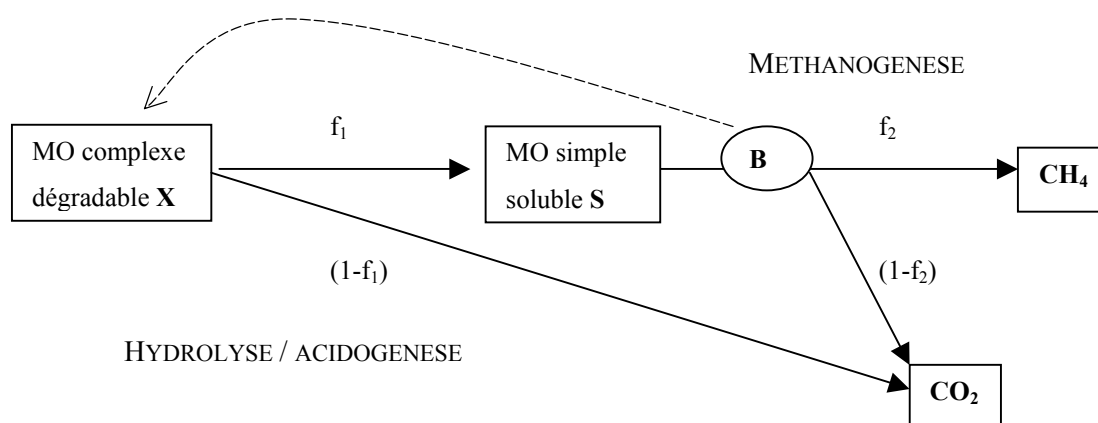 METHANOGENESE
f₁
f₂
MO complexe
dégradable X
MO simple
soluble S
B
CH₄
(1-f₁)
(1-f₂)
HYDROLYSE / ACIDOGENESE
CO₂